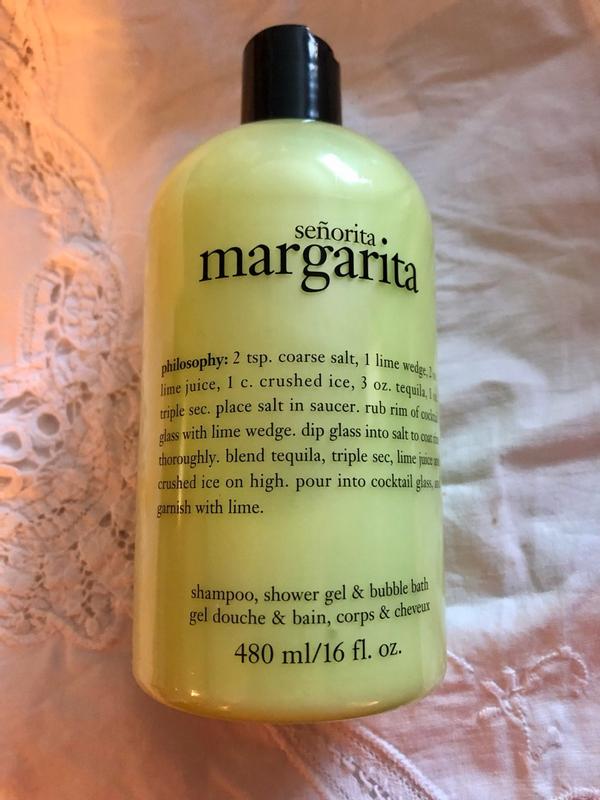 señorita
margarita
philosophy: 2 tsp. coarse salt, 1 lime wedge, 2
lime juice, 1 c. crushed ice, 3 oz. tequila, 1
triple sec. place salt in saucer. rub rim of
glass with lime wedge. dip glass into salt to coat
thoroughly. blend tequila, triple sec, lime juice
crushed ice on high. pour into cocktail glass,
garnish with lime.
shampoo, shower gel & bubble bath
gel douche & bain, corps & cheveux
480 ml/16 fl. oz.